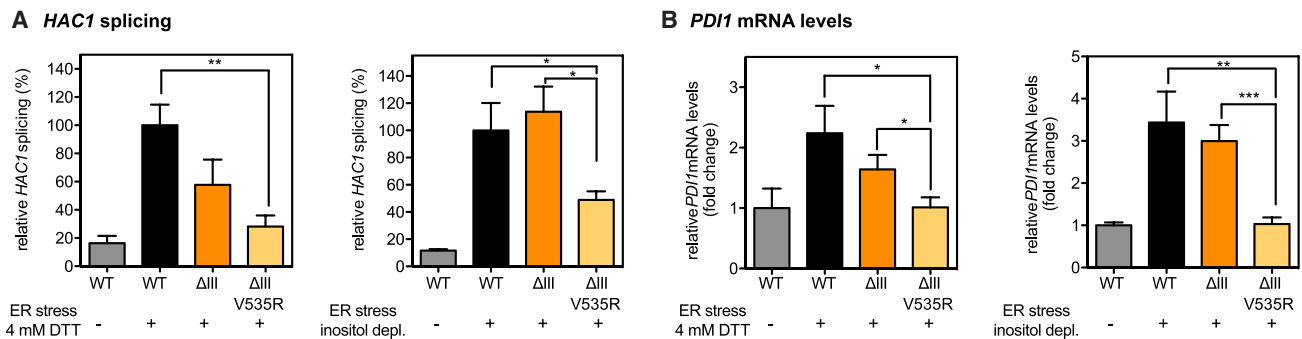 A HAC1 splicing
relative HAC1 splicing (%)
140
120
100
80
60
40
20
0
**
WT WT ΔIII ΔIII
V535R
ER stress
4 mM DTT - + + +
relative HAC1 splicing (%)
140
120
100
80
60
40
20
0
*
*
WT WT ΔIII ΔIII
V535R
ER stress
inositol depl. - + + +
B PDI1 mRNA levels
relative PDI1 mRNA levels
(fold change)
3
2
1
0
*
*
WT WT ΔIII ΔIII
V535R
ER stress
4 mM DTT - + + +
relative PDI1 mRNA levels
(fold change)
5
4
3
2
1
0
**
***
WT WT ΔIII ΔIII
V535R
ER stress
inositol depl. - + + +